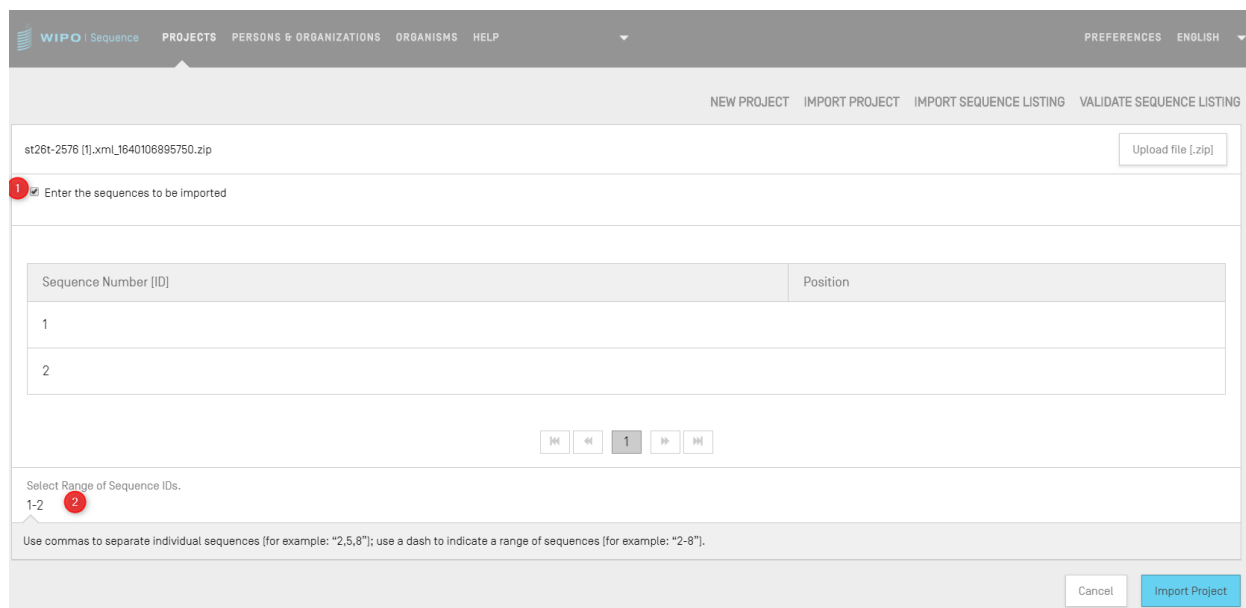 WIPO | Sequence PROJECTS PERSONS & ORGANIZATIONS ORGANISMS HELP PREFERENCES ENGLISH
NEW PROJECT IMPORT PROJECT IMPORT SEQUENCE LISTING VALIDATE SEQUENCE LISTING
st26t-2576 [1].xml_1640106895750.zip Upload file [.zip]
1 Enter the sequences to be imported
Sequence Number [ID] Position
1
2
1
Select Range of Sequence IDs.
1-2 2
Use commas to separate individual sequences [for example: “2,5,8”]; use a dash to indicate a range of sequences [for example: “2-8”].
Cancel Import Project